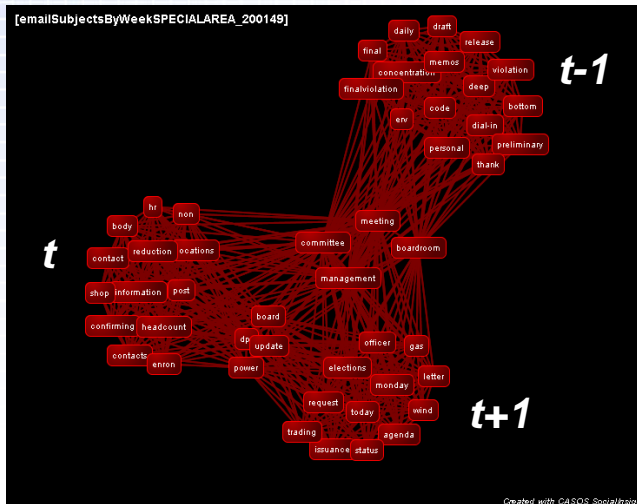 [emailSubjectsByWeekSPECIALAREA_200149]
daily
draft
final
release
memos
concentration
violation
t-1
finalviolation
deep
code
bottom
erv
dial-in
personal
preliminary
thank
hr
non
meeting
body
committee
boardroom
t
contact
reduction
ocations
management
shop
information
post
board
confirming
headcount
dp
update
officer
gas
contacts
enron
power
elections
monday
letter
request
today
wind
t+1
trading
agenda
issuance
status
Created with CASOS SocialInsig